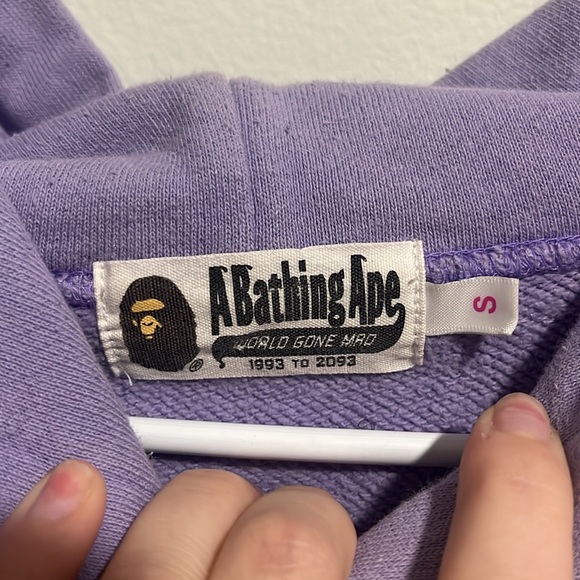 A Bathing Ape
WORLD GONE MAD
1993 TO 2093
®
S